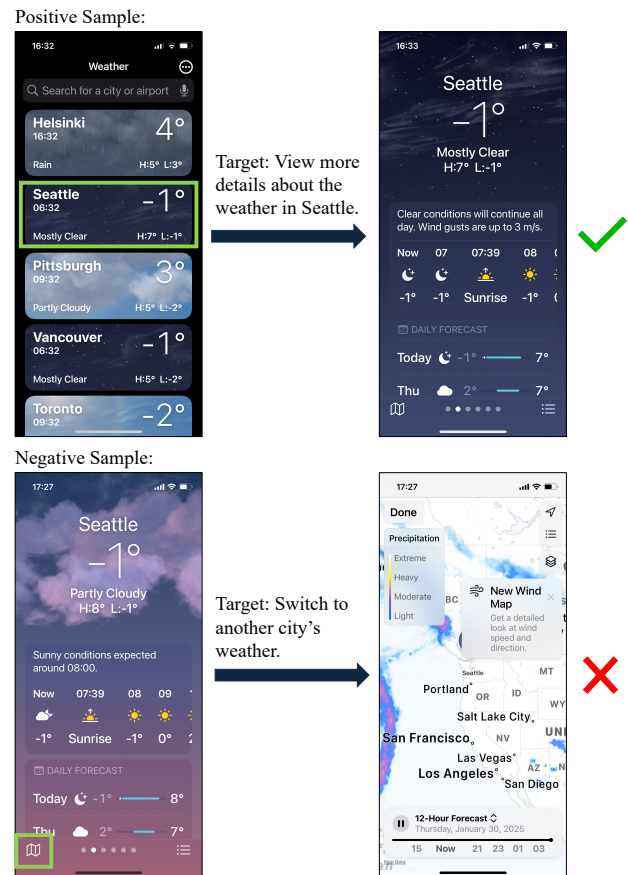 Positive Sample:
16:32
Weather
Search for a city or airport
Helsinki
16:32
4°
Rain
H:5° L:3°
Seattle
06:32
-1°
Mostly Clear
H:7° L:-1°
Pittsburgh
09:32
3°
Partly Cloudy
H:5° L:-2°
Vancouver
06:32
-1°
Mostly Clear
H:5° L:-2°
Toronto
09:32
-2°
Target: View more
details about the
weather in Seattle.
16:33
Seattle
-1°
Mostly Clear
H:7° L:-1°
Clear conditions will continue all
day. Wind gusts are up to 3 m/s.
Now 07 07:39 08
-1° -1° Sunrise -1°
DAILY FORECAST
Today -1° 7°
Thu 2° 7°
Negative Sample:
17:27
Seattle
-1°
Partly Cloudy
H:8° L:-1°
Sunny conditions expected
around 08:00.
Now 07:39 08 09
-1° Sunrise -1° 0°
DAILY FORECAST
Today -1° 8°
Thu 2° 7°
Target: Switch to
another city's
weather.
17:27
Done
Precipitation
Extreme
Heavy
Moderate
Light
New Wind
Map
Get a detailed
look at wind
speed and
direction.
BC
Seattle
MT
Portland
OR
ID
WY
Salt Lake City
San Francisco
NV
UNI
Las Vegas
Los Angeles
AZ
San Diego
12-Hour Forecast
Thursday, January 30, 2025
15 Now 21 23 01 03
Map Data